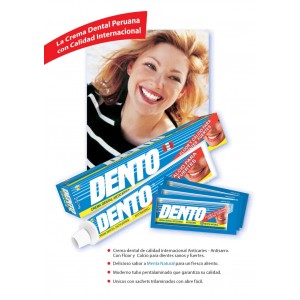 La Crema Dental Peruana
con Calidad Internacional
DENTO
DENTO
DENTO
Crema dental de calidad internacional Anticaries - Antisarro.
Con Flúor y Calcio para dientes sanos y fuertes.
Delicioso sabor a Menta Natural para un fresco aliento.
Moderno tubo pentalaminado que garantiza su calidad.
Unicos con sachets trilaminados con abre fácil.